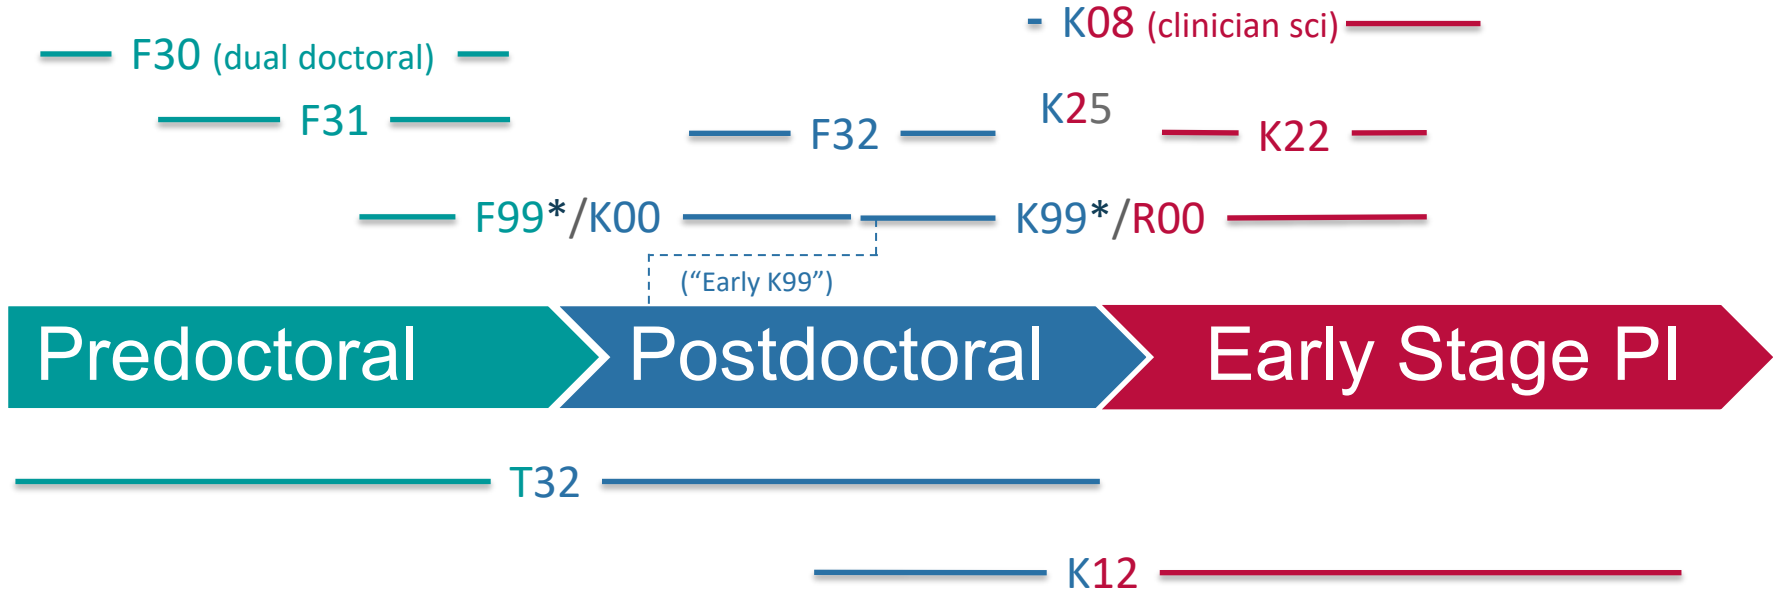 K08 (clinician sci)
F30 (dual doctoral)
F31
K25
F32
K22
F99*/K00
K99*/R00
(“Early K99”)
Predoctoral
Postdoctoral
Early Stage PI
T32
K12